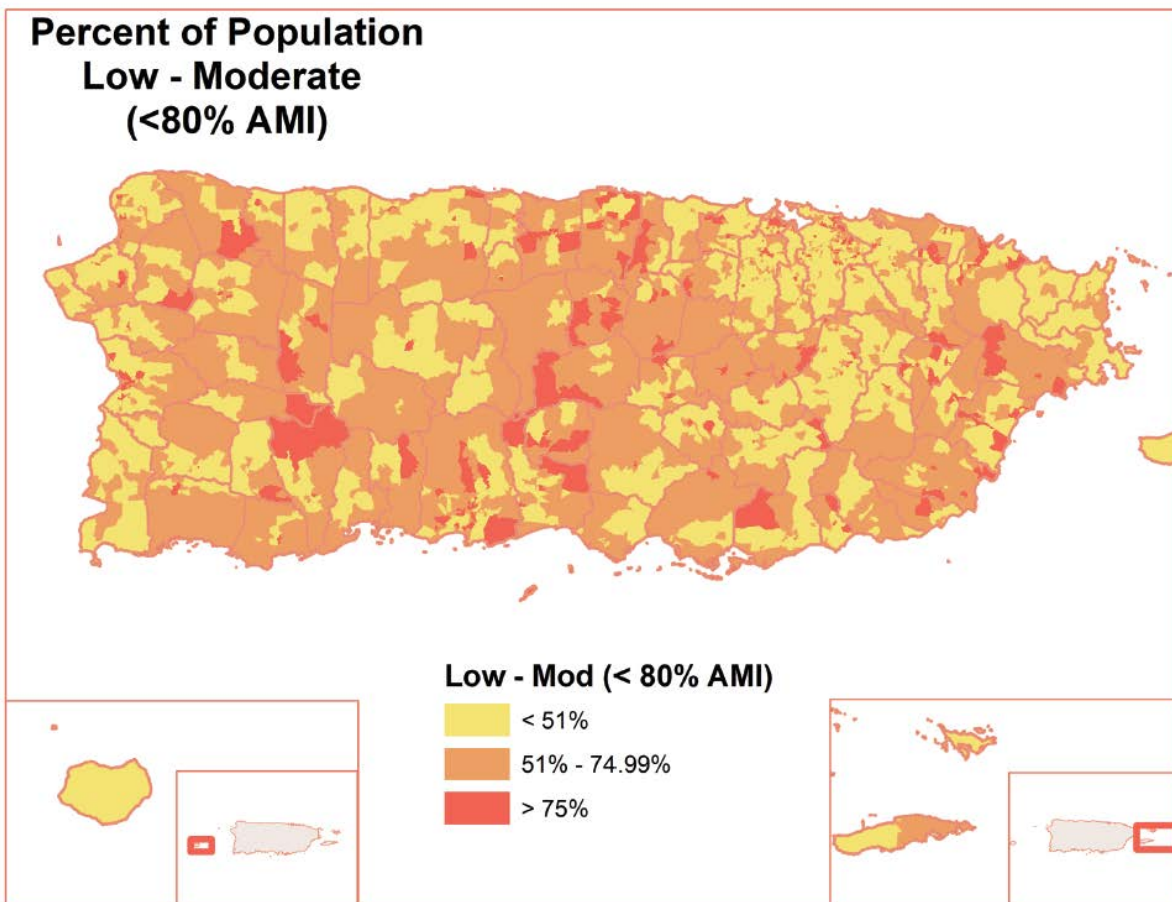 Percent of Population
Low - Moderate
(<80% AMI)
Low - Mod (< 80% AMI)
< 51%
51% - 74.99%
> 75%